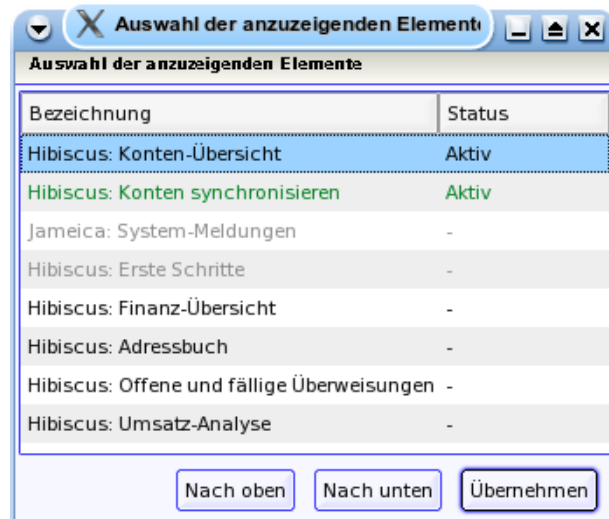 Auswahl der anzuzeigenden Element
Auswahl der anzuzeigenden Elemente
Bezeichnung Status
Hibiscus: Konten-Übersicht Aktiv
Hibiscus: Konten synchronisieren Aktiv
Jameica: System-Meldungen -
Hibiscus: Erste Schritte -
Hibiscus: Finanz-Übersicht -
Hibiscus: Adressbuch -
Hibiscus: Offene und fällige Überweisungen -
Hibiscus: Umsatz-Analyse -
Nach oben Nach unten Übernehmen